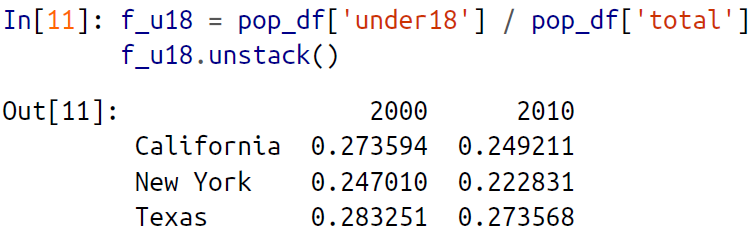 In[11]: f_u18 = pop_df['under18'] / pop_df['total']
f_u18.unstack()
Out[11]: 2000 2010
California 0.273594 0.249211
New York 0.247010 0.222831
Texas 0.283251 0.273568